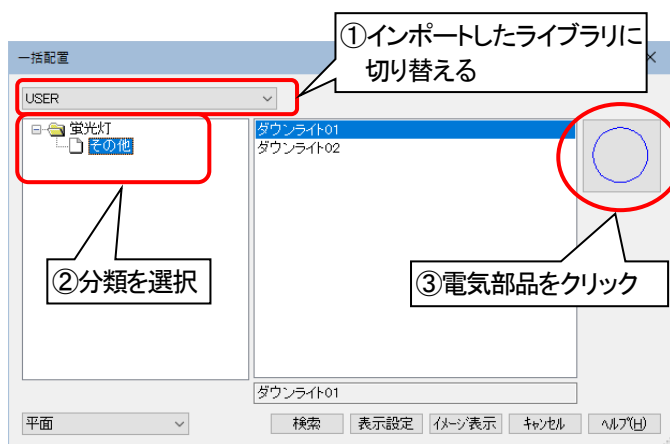 ①インポートしたライブラリに
切り替える
一括配置
USER
蛍光灯
その他
ダウンライト01
ダウンライト02
②分類を選択
③電気部品をクリック
ダウンライト01
平面
検索
表示設定
イメージ表示
キャンセル
ヘルプ(H)